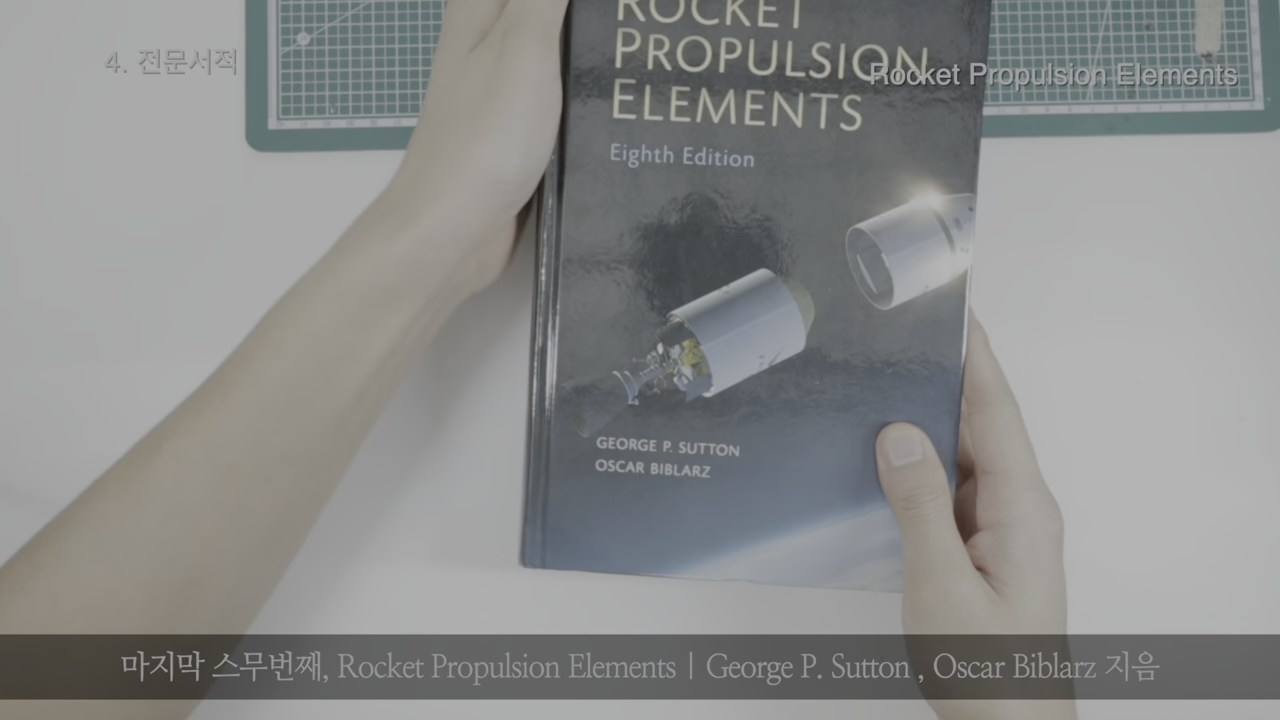 4. 전문서적
Rocket Propulsion Elements
ROCKET
PROPULSION
ELEMENTS
Eighth Edition
GEORGE P. SUTTON
OSCAR BIBLARZ
마지막 스무번째, Rocket Propulsion Elements | George P. Sutton , Oscar Biblarz 지음